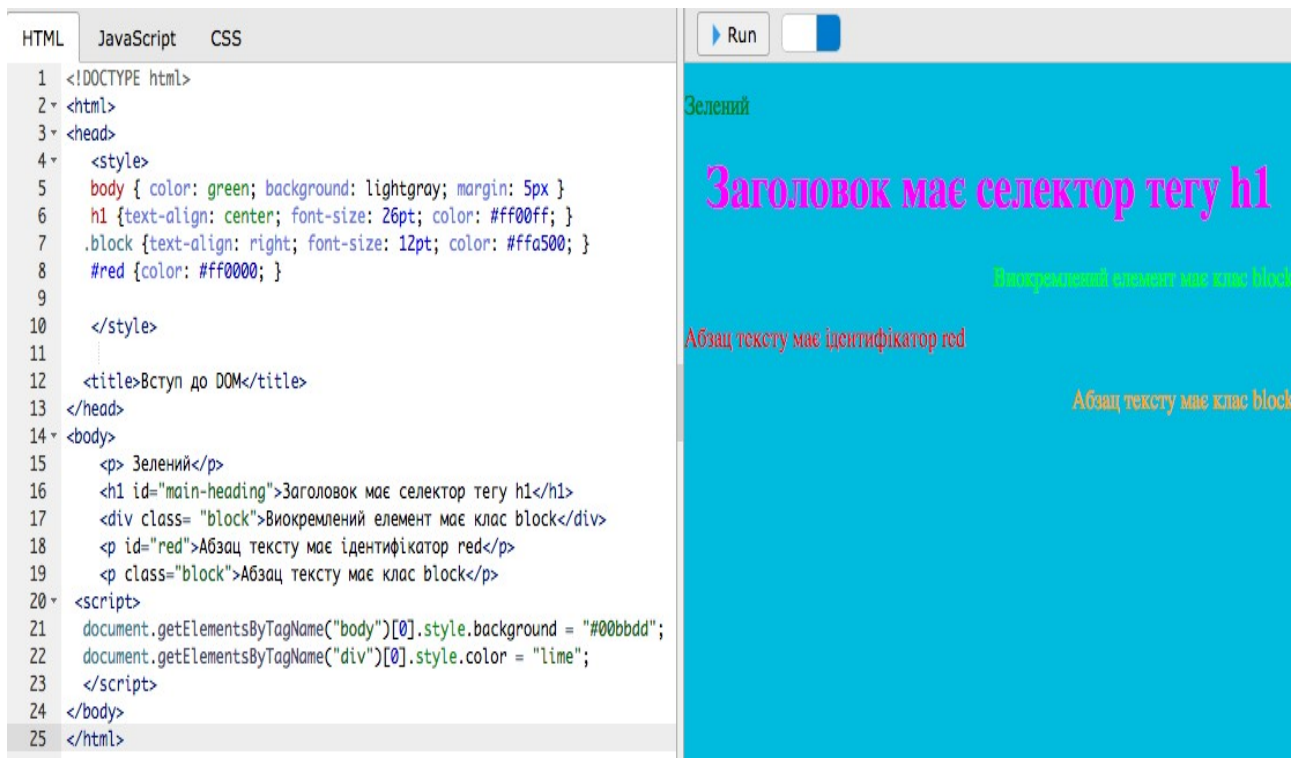 HTML JavaScript CSS
Run
1 <!DOCTYPE html>
2 <html>
3 <head>
4 <style>
5 body { color: green; background: lightgray; margin: 5px }
6 h1 {text-align: center; font-size: 26pt; color: #ff00ff; }
7 .block {text-align: right; font-size: 12pt; color: #ffa500; }
8 #red {color: #ff0000; }
9
10 </style>
11
12 <title>Вступ до DOM</title>
13 </head>
14 <body>
15 <p> Зелений</p>
16 <h1 id="main-heading">Заголовок має селектор тегу h1</h1>
17 <div class= "block">Виокремлений елемент має клас block</div>
18 <p id="red">Абзац тексту має ідентифікатор red</p>
19 <p class="block">Абзац тексту має клас block</p>
20 <script>
21 document.getElementsByTagName("body")[0].style.background = "#00bbdd";
22 document.getElementsByTagName("div")[0].style.color = "lime";
23 </script>
24 </body>
25 </html>
Зелений
Заголовок має селектор тегу h1
Виокремлений елемент має клас block
Абзац тексту має ідентифікатор red
Абзац тексту має клас block